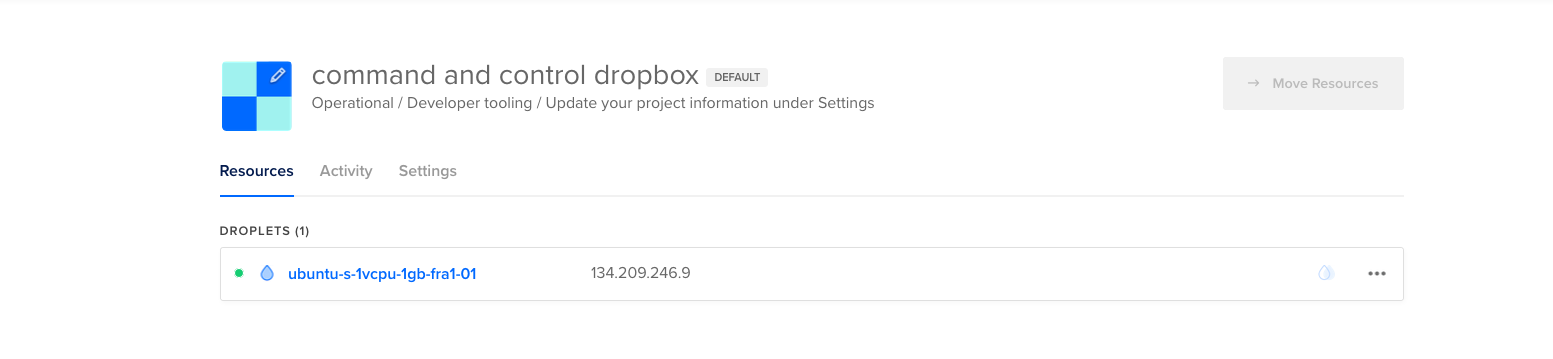 command and control dropbox DEFAULT
Operational / Developer tooling / Update your project information under Settings
→ Move Resources
Resources Activity Settings
DROPLETS (1)
ubuntu-s-1vcpu-1gb-fra1-01 134.209.246.9